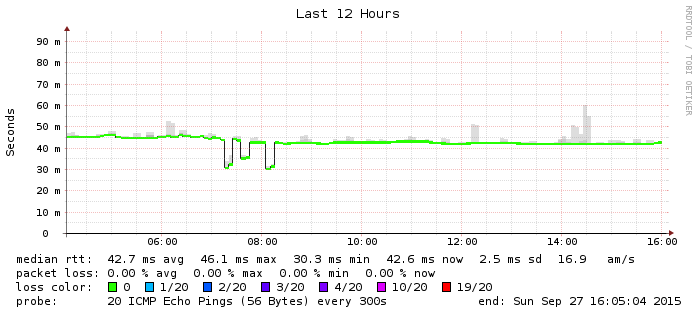 Last 12 Hours
RRDTOOL / TOBI OETIKER
Seconds
90 m
80 m
70 m
60 m
50 m
40 m
30 m
20 m
10 m
0
06:00 08:00 10:00 12:00 14:00 16:00
median rtt: 42.7 ms avg 46.1 ms max 30.3 ms min 42.6 ms now 2.5 ms sd 16.9 am/s
packet loss: 0.00 % avg 0.00 % max 0.00 % min 0.00 % now
loss color: 0 1/20 2/20 3/20 4/20 10/20 19/20
probe: 20 ICMP Echo Pings (56 Bytes) every 300s end: Sun Sep 27 16:05:04 2015